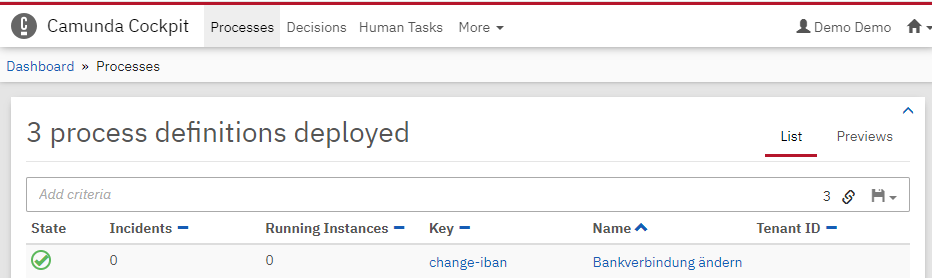 Camunda Cockpit Processes Decisions Human Tasks More Demo Demo
Dashboard » Processes
3 process definitions deployed
List Previews
Add criteria 3
State Incidents Running Instances Key Name Tenant ID
0 0 change-iban Bankverbindung ändern